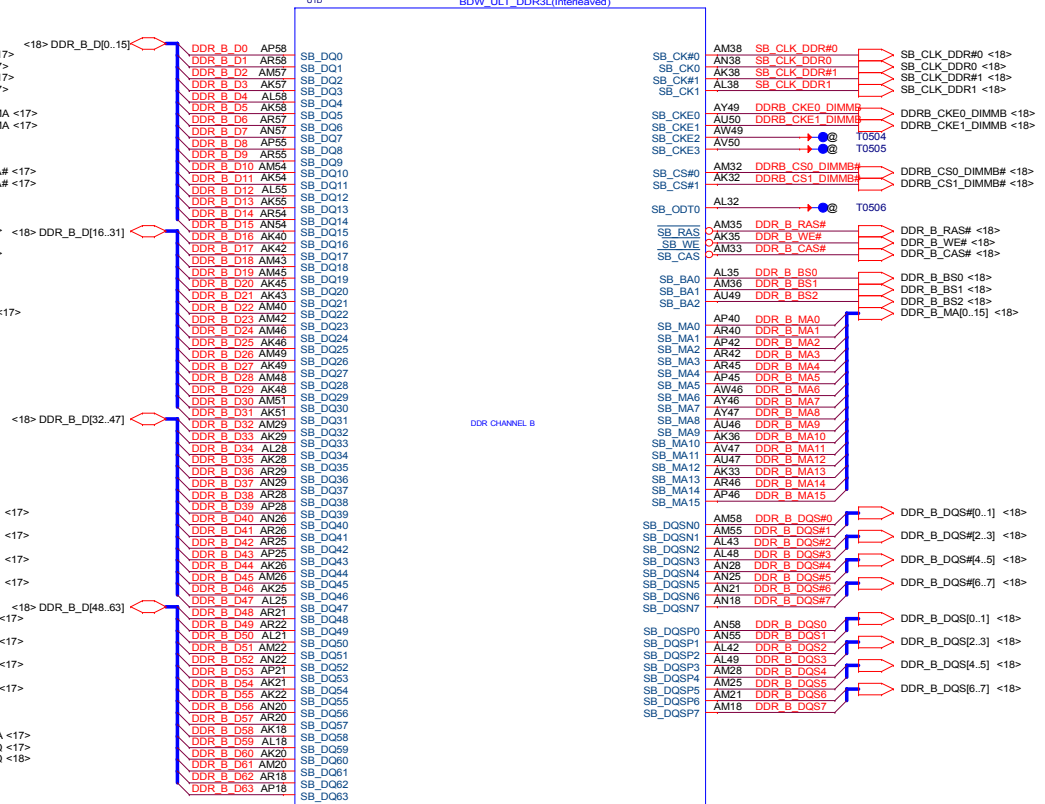 U1B
BDW_ULT_DDR3L(Interleaved)
<18> DDR_B_D[0..15]
DDR_B_D0 AP58 SB_DQ0
DDR_B_D1 AR58 SB_DQ1
DDR_B_D2 AM57 SB_DQ2
DDR_B_D3 AK57 SB_DQ3
DDR_B_D4 AL58 SB_DQ4
DDR_B_D5 AK58 SB_DQ5
DDR_B_D6 AR57 SB_DQ6
DDR_B_D7 AN57 SB_DQ7
DDR_B_D8 AP55 SB_DQ8
DDR_B_D9 AR55 SB_DQ9
DDR_B_D10 AM54 SB_DQ10
DDR_B_D11 AK54 SB_DQ11
DDR_B_D12 AL55 SB_DQ12
DDR_B_D13 AK55 SB_DQ13
DDR_B_D14 AR54 SB_DQ14
DDR_B_D15 AN54 SB_DQ15
<18> DDR_B_D[16..31]
DDR_B_D16 AK40 SB_DQ16
DDR_B_D17 AK42 SB_DQ17
DDR_B_D18 AM43 SB_DQ18
DDR_B_D19 AM45 SB_DQ19
DDR_B_D20 AK45 SB_DQ20
DDR_B_D21 AK43 SB_DQ21
DDR_B_D22 AM40 SB_DQ22
DDR_B_D23 AM42 SB_DQ23
DDR_B_D24 AM46 SB_DQ24
DDR_B_D25 AK46 SB_DQ25
DDR_B_D26 AM49 SB_DQ26
DDR_B_D27 AK49 SB_DQ27
DDR_B_D28 AM48 SB_DQ28
DDR_B_D29 AK48 SB_DQ29
DDR_B_D30 AM51 SB_DQ30
DDR_B_D31 AK51 SB_DQ31
<18> DDR_B_D[32..47]
DDR_B_D32 AM29 SB_DQ32
DDR_B_D33 AK29 SB_DQ33
DDR_B_D34 AL28 SB_DQ34
DDR_B_D35 AK28 SB_DQ35
DDR_B_D36 AR29 SB_DQ36
DDR_B_D37 AN29 SB_DQ37
DDR_B_D38 AR28 SB_DQ38
DDR_B_D39 AP28 SB_DQ39
DDR_B_D40 AN26 SB_DQ40
DDR_B_D41 AR26 SB_DQ41
DDR_B_D42 AR25 SB_DQ42
DDR_B_D43 AP25 SB_DQ43
DDR_B_D44 AK26 SB_DQ44
DDR_B_D45 AM26 SB_DQ45
DDR_B_D46 AK25 SB_DQ46
DDR_B_D47 AL25 SB_DQ47
<18> DDR_B_D[48..63]
DDR_B_D48 AR21 SB_DQ48
DDR_B_D49 AR22 SB_DQ49
DDR_B_D50 AL21 SB_DQ50
DDR_B_D51 AM22 SB_DQ51
DDR_B_D52 AN22 SB_DQ52
DDR_B_D53 AP21 SB_DQ53
DDR_B_D54 AK21 SB_DQ54
DDR_B_D55 AK22 SB_DQ55
DDR_B_D56 AN20 SB_DQ56
DDR_B_D57 AR20 SB_DQ57
DDR_B_D58 AK18 SB_DQ58
DDR_B_D59 AL18 SB_DQ59
DDR_B_D60 AK20 SB_DQ60
DDR_B_D61 AM20 SB_DQ61
DDR_B_D62 AR18 SB_DQ62
DDR_B_D63 AP18 SB_DQ63
DDR CHANNEL B
SB_CK#0 AM38 SB_CLK_DDR#0 SB_CLK_DDR#0 <18>
SB_CK0 AN38 SB_CLK_DDR0 SB_CLK_DDR0 <18>
SB_CK#1 AK38 SB_CLK_DDR#1 SB_CLK_DDR#1 <18>
SB_CK1 AL38 SB_CLK_DDR1 SB_CLK_DDR1 <18>
SB_CKE0 AY49 DDRB_CKE0_DIMMB DDRB_CKE0_DIMMB <18>
SB_CKE1 AU50 DDRB_CKE1_DIMMB DDRB_CKE1_DIMMB <18>
SB_CKE2 AW49 @ T0504
SB_CKE3 AV50 @ T0505
SB_CS#0 AM32 DDRB_CS0_DIMMB# DDRB_CS0_DIMMB# <18>
SB_CS#1 AK32 DDRB_CS1_DIMMB# DDRB_CS1_DIMMB# <18>
SB_ODT0 AL32 @ T0506
SB_RAS AM35 DDR_B_RAS# DDR_B_RAS# <18>
SB_WE AK35 DDR_B_WE# DDR_B_WE# <18>
SB_CAS AM33 DDR_B_CAS# DDR_B_CAS# <18>
SB_BA0 AL35 DDR_B_BS0 DDR_B_BS0 <18>
SB_BA1 AM36 DDR_B_BS1 DDR_B_BS1 <18>
SB_BA2 AU49 DDR_B_BS2 DDR_B_BS2 <18>
DDR_B_MA[0..15] <18>
SB_MA0 AP40 DDR_B_MA0
SB_MA1 AR40 DDR_B_MA1
SB_MA2 AP42 DDR_B_MA2
SB_MA3 AR42 DDR_B_MA3
SB_MA4 AR45 DDR_B_MA4
SB_MA5 AP45 DDR_B_MA5
SB_MA6 AW46 DDR_B_MA6
SB_MA7 AY46 DDR_B_MA7
SB_MA8 AY47 DDR_B_MA8
SB_MA9 AU46 DDR_B_MA9
SB_MA10 AK36 DDR_B_MA10
SB_MA11 AV47 DDR_B_MA11
SB_MA12 AU47 DDR_B_MA12
SB_MA13 AK33 DDR_B_MA13
SB_MA14 AR46 DDR_B_MA14
SB_MA15 AP46 DDR_B_MA15
SB_DQSN0 AM58 DDR_B_DQS#0 DDR_B_DQS#[0..1] <18>
SB_DQSN1 AM55 DDR_B_DQS#1
SB_DQSN2 AL43 DDR_B_DQS#2 DDR_B_DQS#[2..3] <18>
SB_DQSN3 AL48 DDR_B_DQS#3
SB_DQSN4 AN28 DDR_B_DQS#4 DDR_B_DQS#[4..5] <18>
SB_DQSN5 AN25 DDR_B_DQS#5
SB_DQSN6 AN21 DDR_B_DQS#6 DDR_B_DQS#[6..7] <18>
SB_DQSN7 AN18 DDR_B_DQS#7
SB_DQSP0 AN58 DDR_B_DQS0 DDR_B_DQS[0..1] <18>
SB_DQSP1 AN55 DDR_B_DQS1
SB_DQSP2 AL42 DDR_B_DQS2 DDR_B_DQS[2..3] <18>
SB_DQSP3 AL49 DDR_B_DQS3
SB_DQSP4 AM28 DDR_B_DQS4 DDR_B_DQS[4..5] <18>
SB_DQSP5 AM25 DDR_B_DQS5
SB_DQSP6 AM21 DDR_B_DQS6 DDR_B_DQS[6..7] <18>
SB_DQSP7 AM18 DDR_B_DQS7